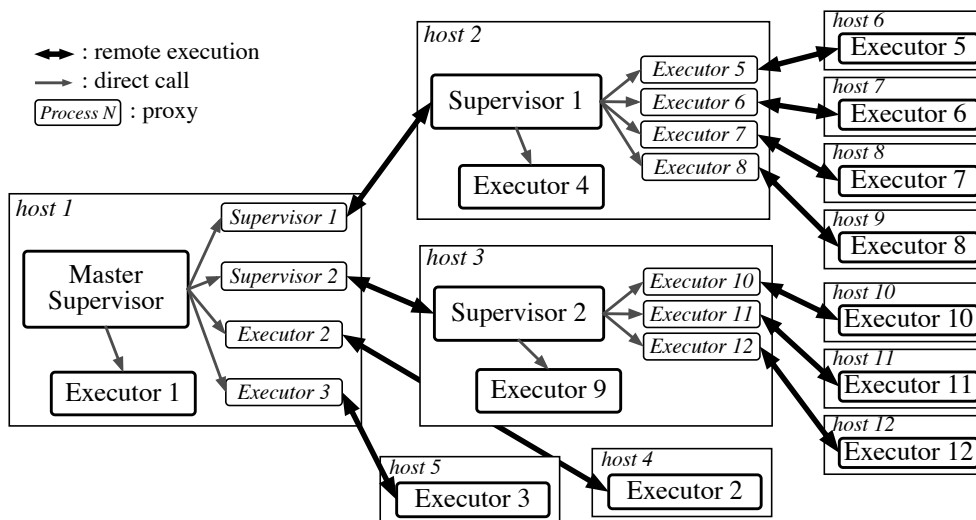 : remote execution
: direct call
Process N : proxy
host 1
Master
Supervisor
Executor 1
Supervisor 1
Supervisor 2
Executor 2
Executor 3
host 2
Supervisor 1
Executor 4
Executor 5
Executor 6
Executor 7
Executor 8
host 3
Supervisor 2
Executor 9
Executor 10
Executor 11
Executor 12
host 5
Executor 3
host 4
Executor 2
host 6
Executor 5
host 7
Executor 6
host 8
Executor 7
host 9
Executor 8
host 10
Executor 10
host 11
Executor 11
host 12
Executor 12